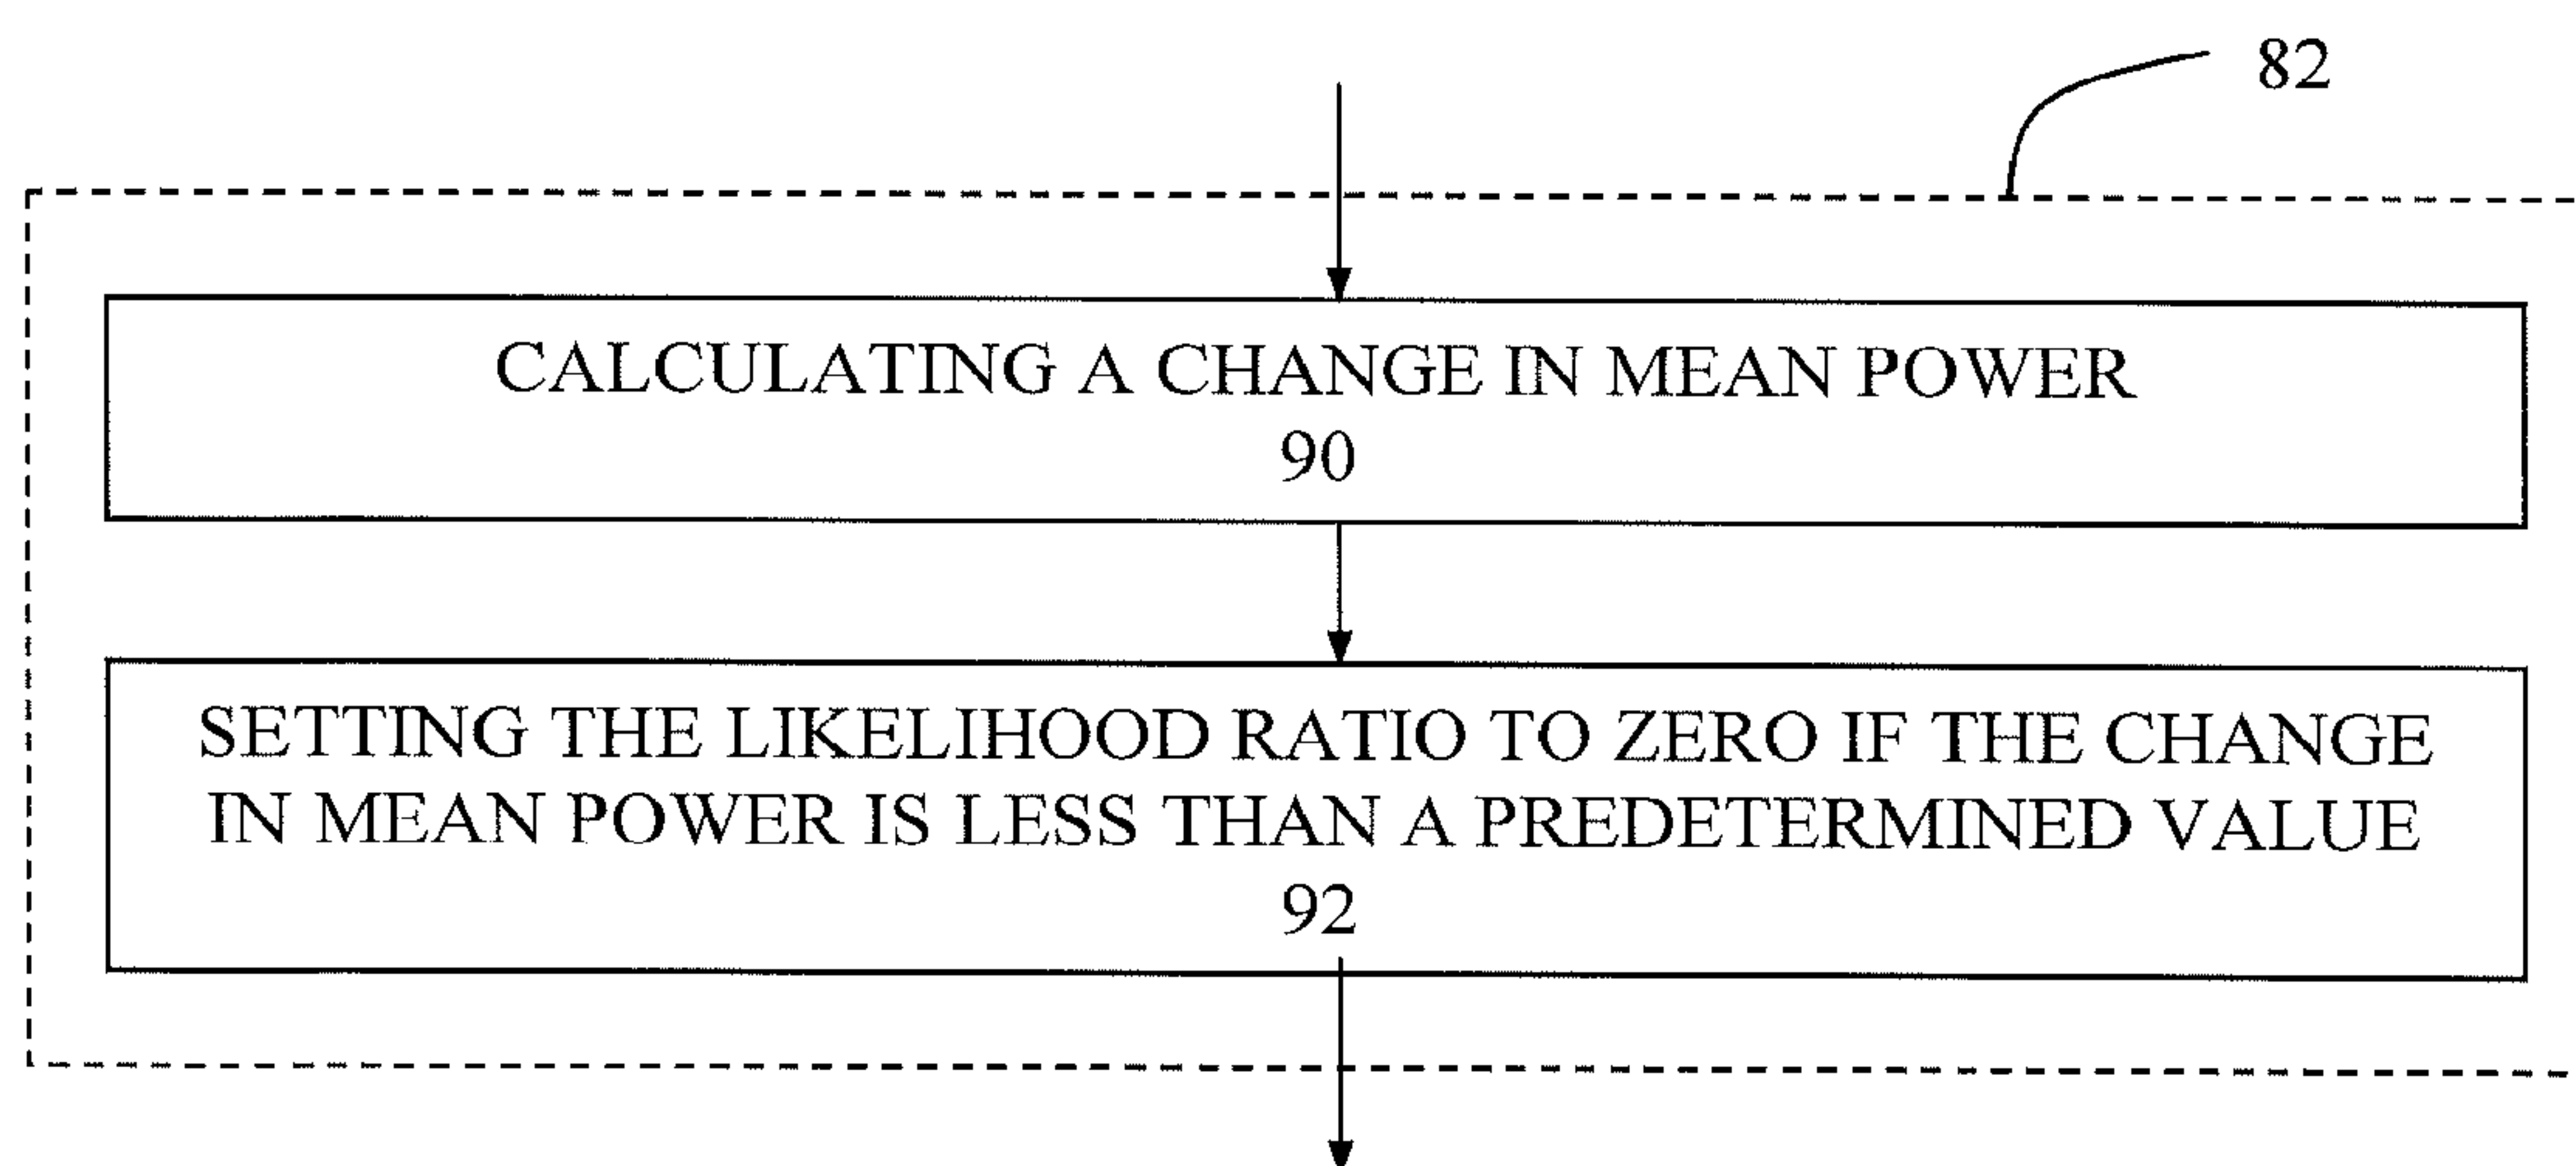 82
CALCULATING A CHANGE IN MEAN POWER
90
SETTING THE LIKELIHOOD RATIO TO ZERO IF THE CHANGE
IN MEAN POWER IS LESS THAN A PREDETERMINED VALUE
92